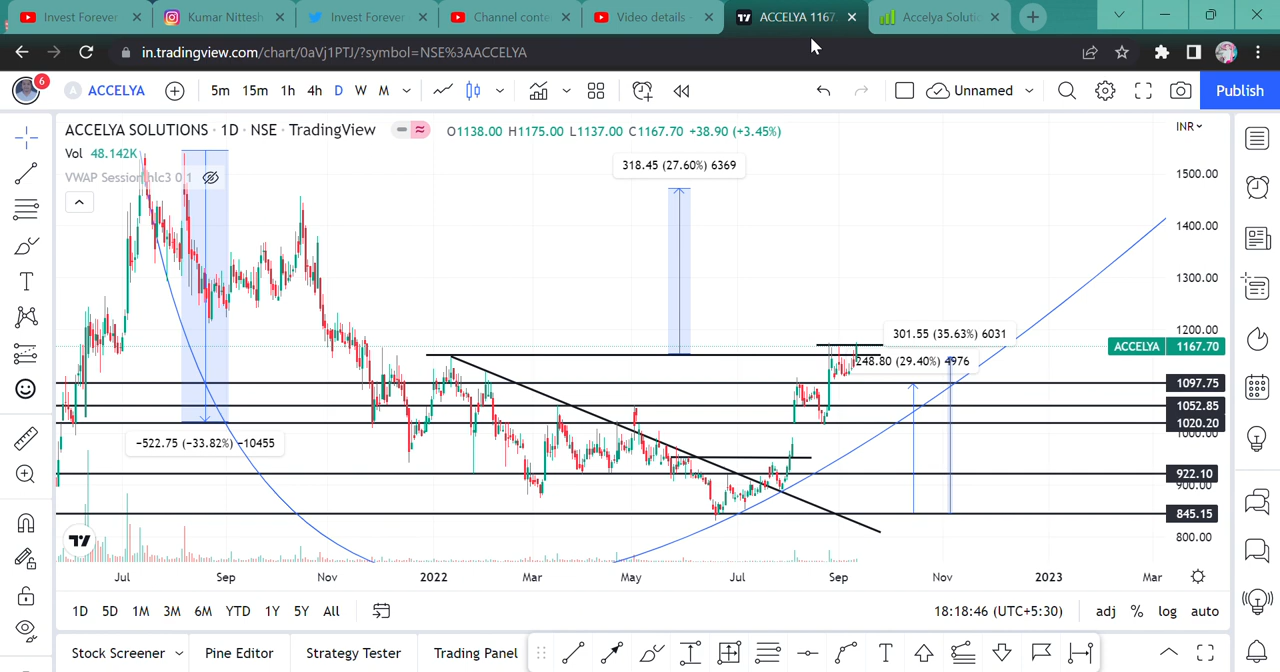 Invest Forever
Kumar Nittesh
Invest Forever
Channel conte
Video details -
ACCELYA 1167.
Accelya Soluti
in.tradingview.com/chart/0aVj1PTJ/?symbol=NSE%3AACCELYA
6
A ACCELYA 5m 15m 1h 4h D W M Unnamed Publish
ACCELYA SOLUTIONS · 1D · NSE · TradingView O1138.00 H1175.00 L1137.00 C1167.70 +38.90 (+3.45%) INR
Vol 48.142K
VWAP Session hlc3 0 1
318.45 (27.60%) 6369
1500.00
1400.00
1300.00
1200.00
301.55 (35.63%) 6031
ACCELYA 1167.70
248.80 (29.40%) 4976
1097.75
1052.85
1020.20
1000.00
−522.75 (−33.82%) −10455
922.10
900.00
845.15
800.00
Jul Sep Nov 2022 Mar May Jul Sep Nov 2023 Mar
1D 5D 1M 3M 6M YTD 1Y 5Y All 18:18:46 (UTC+5:30) adj % log auto
Stock Screener Pine Editor Strategy Tester Trading Panel